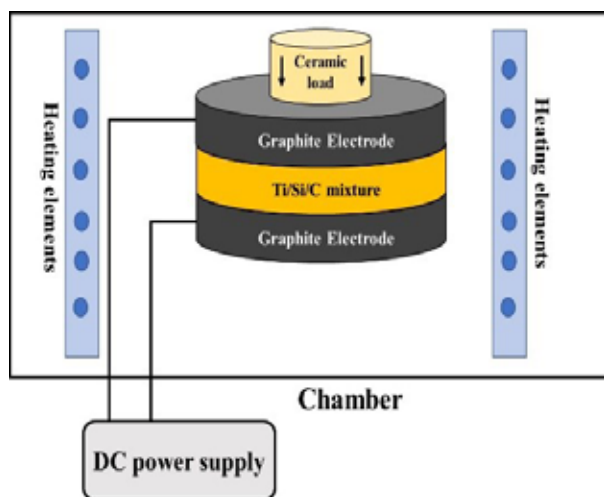 Ceramic
load
Graphite Electrode
Ti/Si/C mixture
Graphite Electrode
Heating elements
Heating elements
Chamber
DC power supply